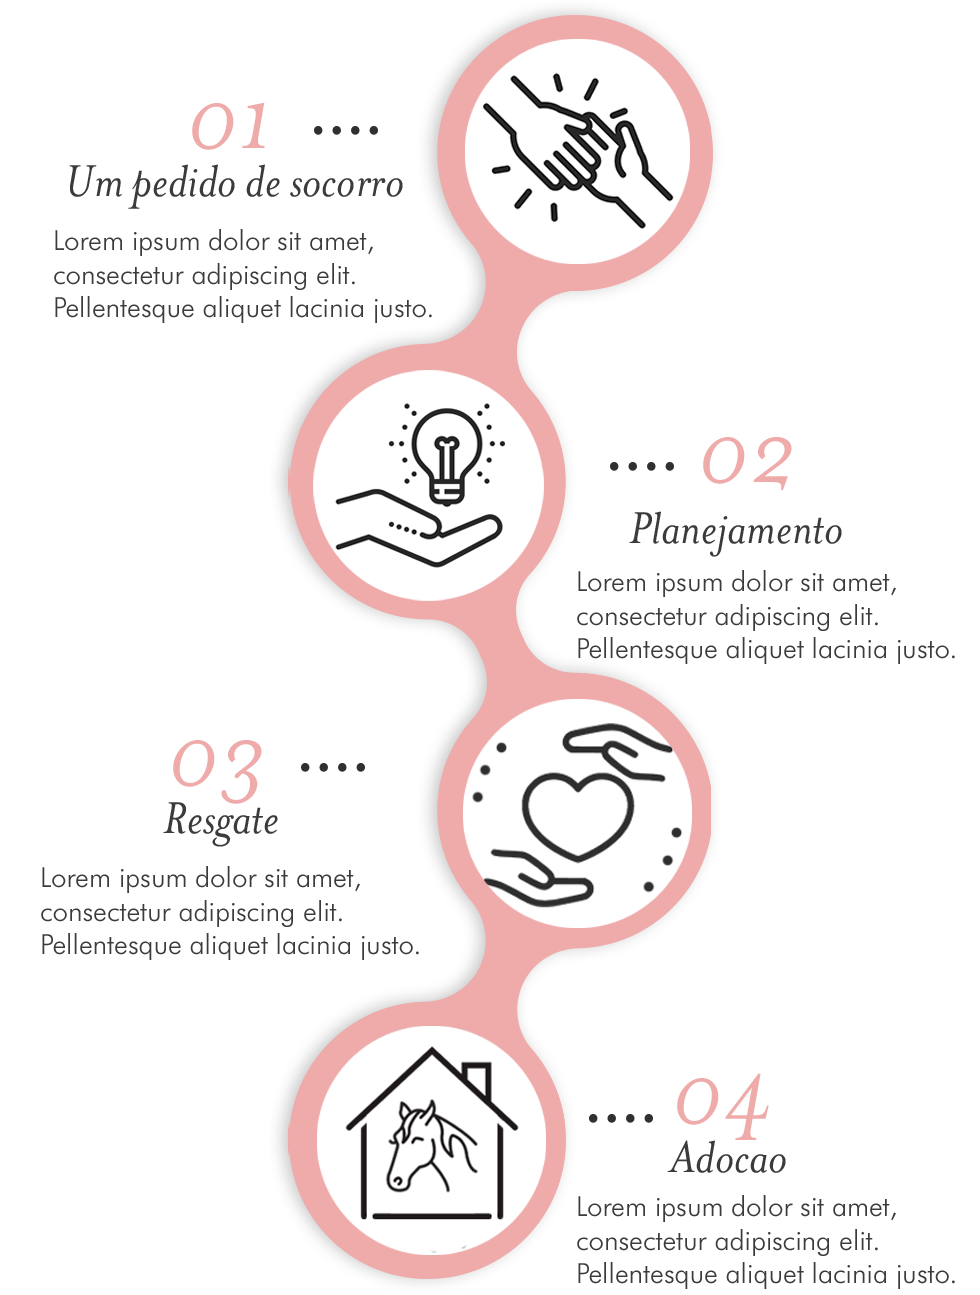 01
Um pedido de socorro
Lorem ipsum dolor sit amet,
consectetur adipiscing elit.
Pellentesque aliquet lacinia justo.
02
Planejamento
Lorem ipsum dolor sit amet,
consectetur adipiscing elit.
Pellentesque aliquet lacinia justo.
03
Resgate
Lorem ipsum dolor sit amet,
consectetur adipiscing elit.
Pellentesque aliquet lacinia justo.
04
Adocao
Lorem ipsum dolor sit amet,
consectetur adipiscing elit.
Pellentesque aliquet lacinia justo.